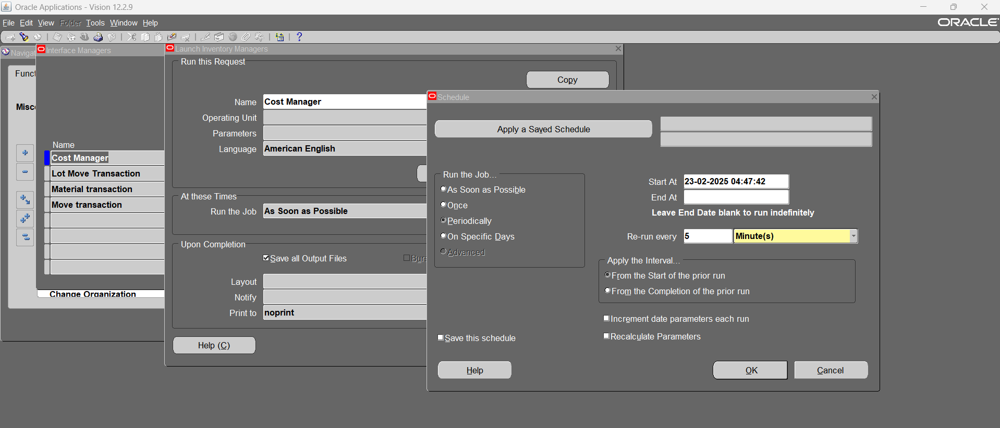 Oracle Applications - Vision 12.2.9
File Edit View Folder Tools Window Help
ORACLE
Navigat
Interface Managers
Funct
Misc
Name
Cost Manager
Lot Move Transaction
Material transaction
Move transaction
Change Organization
Launch Inventory Managers
Run this Request
Copy
Name Cost Manager
Operating Unit
Parameters
Language American English
At these Times
Run the Job As Soon as Possible
Upon Completion
Save all Output Files Burs
Layout
Notify
Print to noprint
Help (C)
Schedule
Apply a Saved Schedule
Run the Job...
As Soon as Possible
Once
Periodically
On Specific Days
Advanced
Start At 23-02-2025 04:47:42
End At
Leave End Date blank to run indefinitely
Re-run every 5 Minute(s)
Apply the Interval...
From the Start of the prior run
From the Completion of the prior run
Increment date parameters each run
Recalculate Parameters
Save this schedule
Help OK Cancel